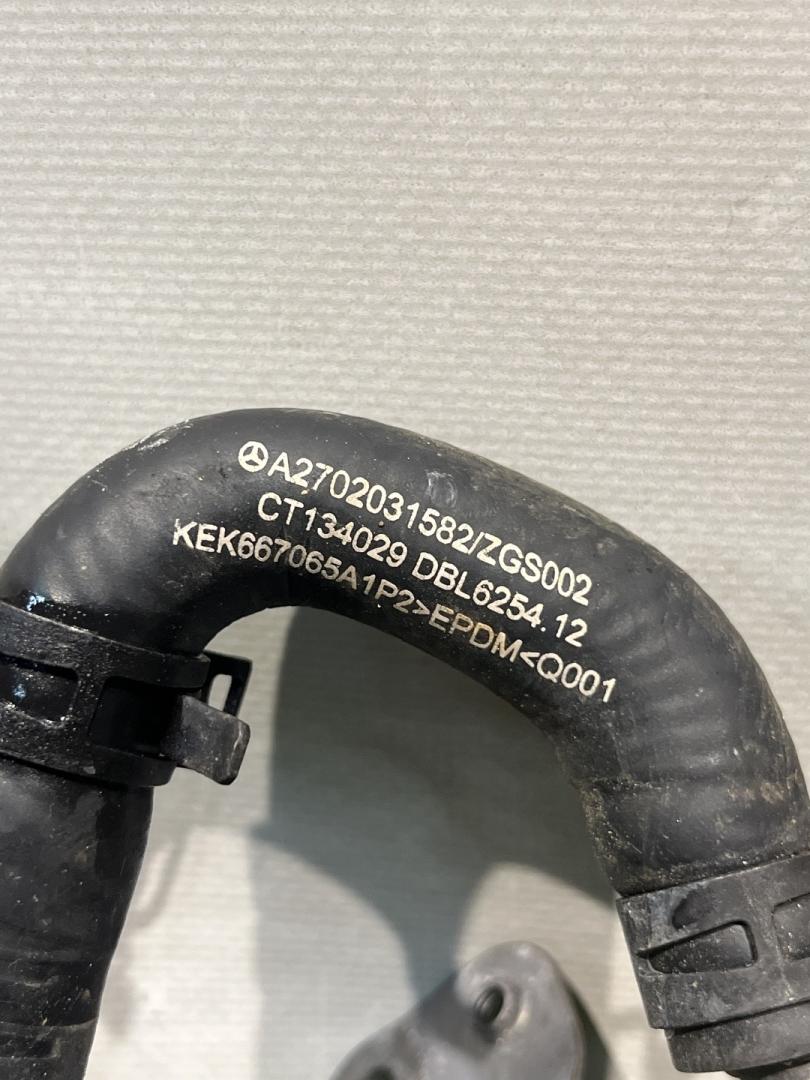 A2702031582/ZGS002
CT134029 DBL6254.12
KEK667065A1P2>EPDM<Q001